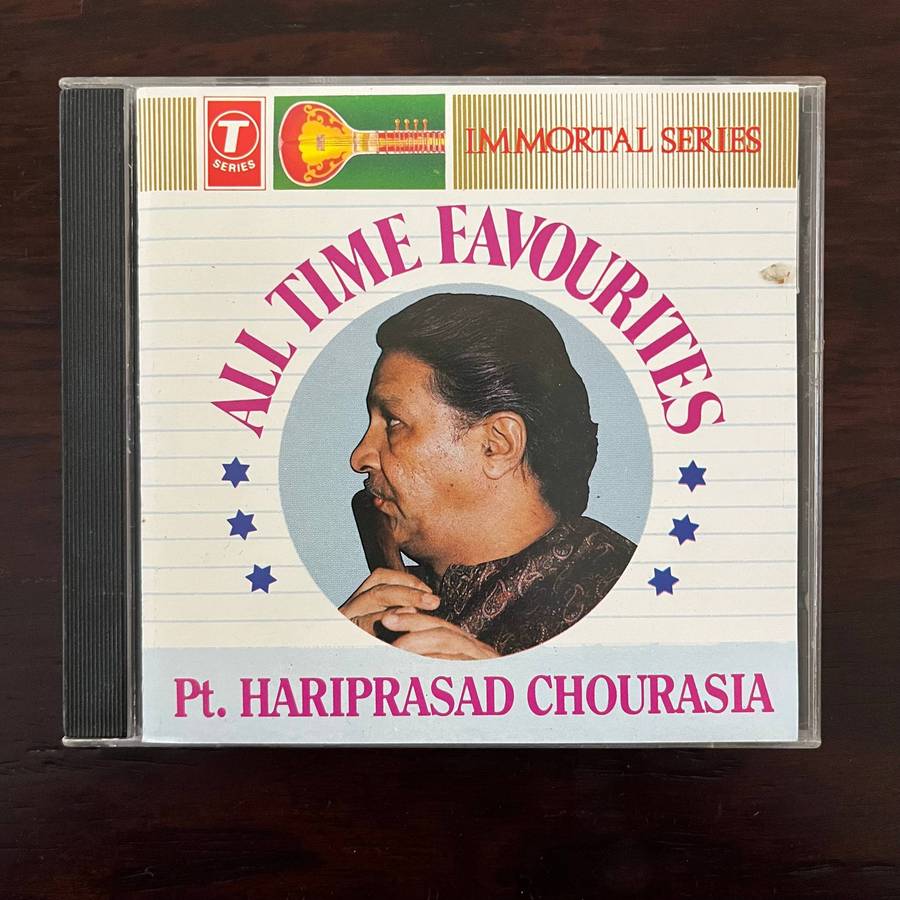 T
SERIES
IMMORTAL SERIES
ALL TIME FAVOURITES
Pt. HARIPRASAD CHOURASIA